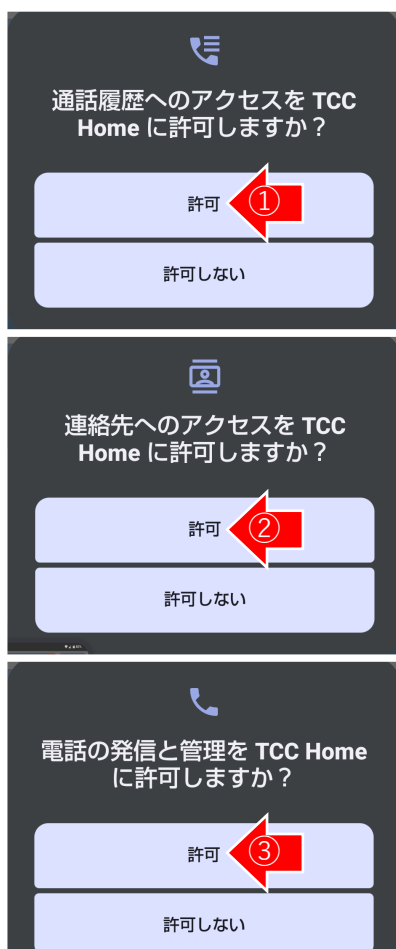 通話履歴へのアクセスを TCC
Home に許可しますか？
許可
①
許可しない
連絡先へのアクセスを TCC
Home に許可しますか？
許可
②
許可しない
電話の発信と管理を TCC Home
に許可しますか？
許可
③
許可しない